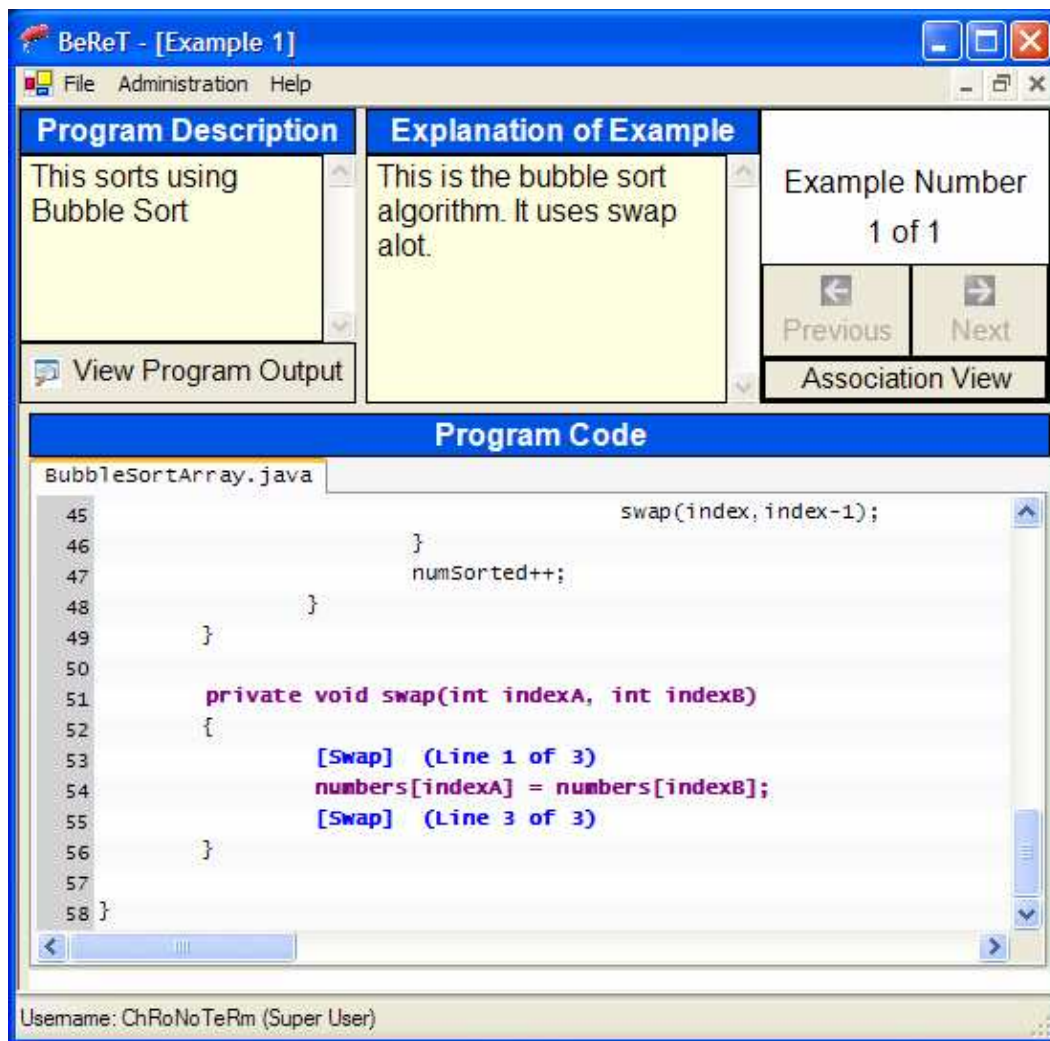 BeReT - [Example 1]
File Administration Help
Program Description
This sorts using
Bubble Sort
View Program Output
Explanation of Example
This is the bubble sort
algorithm. It uses swap
alot.
Example Number
1 of 1
Previous
Next
Association View
Program Code
BubbleSortArray.java
45 swap(index,index-1);
46 }
47 numSorted++;
48 }
49 }
50
51 private void swap(int indexA, int indexB)
52 {
53 [Swap] (Line 1 of 3)
54 numbers[indexA] = numbers[indexB];
55 [Swap] (Line 3 of 3)
56 }
57
58 }
Username: ChRoNoTeRm (Super User)